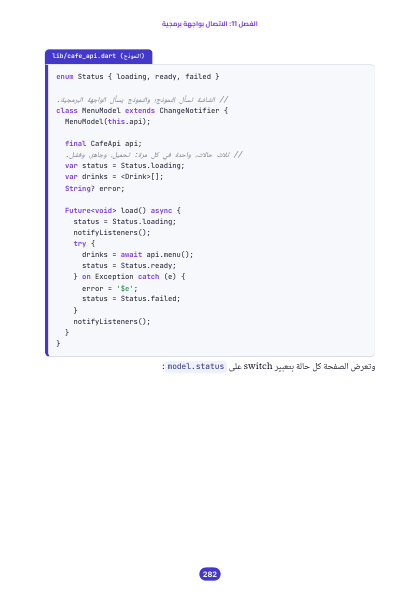 الفصل 11: الاتصال بواجهة برمجية
lib/cafe_api.dart (النموذج)
enum Status { loading, ready, failed }
// الشاشة تسأل النموذج؛ والنموذج يسأل الواجهة البرمجية.
class MenuModel extends ChangeNotifier {
  MenuModel(this.api);
  final CafeApi api;
  // ثلاث حالات، واحدة في كل مرة: تحميل، وجاهز، وفشل.
  var status = Status.loading;
  var drinks = <Drink>[];
  String? error;
  Future<void> load() async {
    status = Status.loading;
    notifyListeners();
    try {
      drinks = await api.menu();
      status = Status.ready;
    } on Exception catch (e) {
      error = '$e';
      status = Status.failed;
    }
    notifyListeners();
  }
}
وتعرض الصفحة كل حالة بتعبير switch على model.status:
282